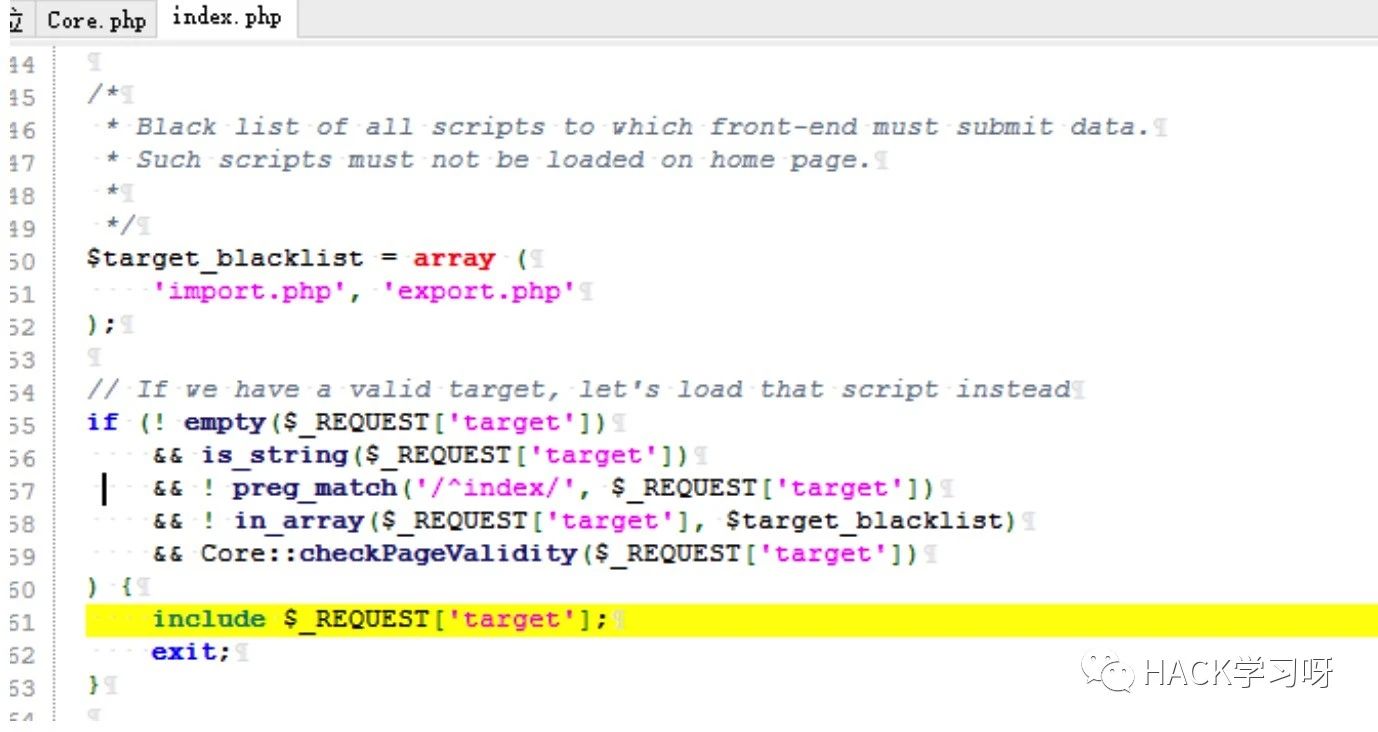 立 Core.php index.php
44
45 /*
46 * Black list of all scripts to which front-end must submit data.
47 * Such scripts must not be loaded on home page.
48 *
49 */
50 $target_blacklist = array (
51 'import.php', 'export.php'
52 );
53
54 // If we have a valid target, let's load that script instead
55 if (! empty($_REQUEST['target'])
56 && is_string($_REQUEST['target'])
57 && ! preg_match('/^index/', $_REQUEST['target'])
58 && ! in_array($_REQUEST['target'], $target_blacklist)
59 && Core::checkPageValidity($_REQUEST['target'])
60 ) {
61 include $_REQUEST['target'];
62 exit;
63 }
64
HACK学习呀